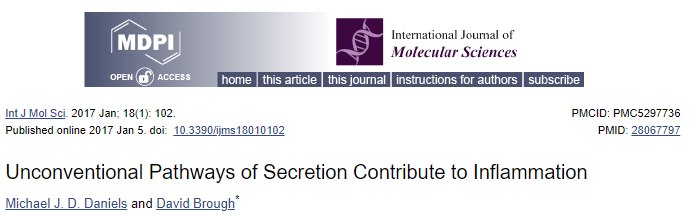 MDPI
OPEN ACCESS
International Journal of
Molecular Sciences
home | this article | this journal | instructions for authors | subscribe
Int J Mol Sci. 2017 Jan; 18(1): 102.
PMCID: PMC5297736
Published online 2017 Jan 5. doi: 10.3390/ijms18010102
PMID: 28067797
Unconventional Pathways of Secretion Contribute to Inflammation
Michael J. D. Daniels and David Brough*